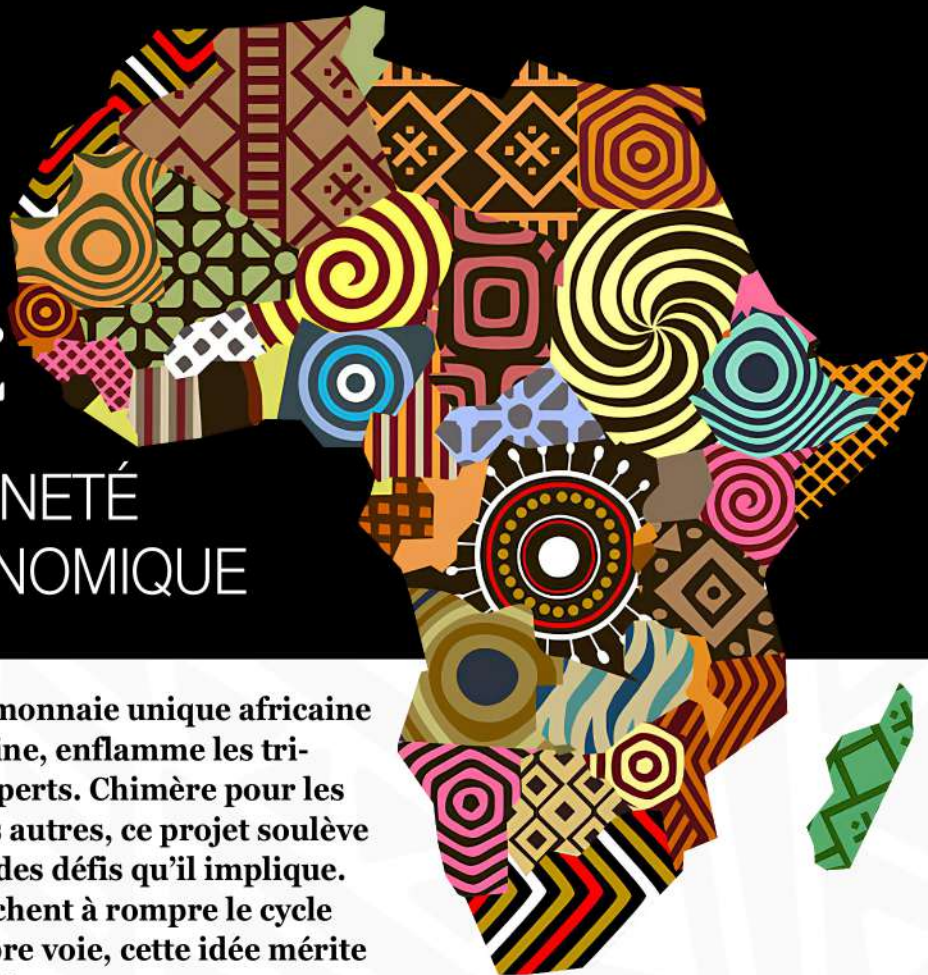 :
NETÉ
NOMIQUE
monnaie unique africaine
ine, enflamme les tri-
perts. Chimère pour les
s autres, ce projet soulève
des défis qu’il implique.
chent à rompre le cycle
pre voie, cette idée mérite